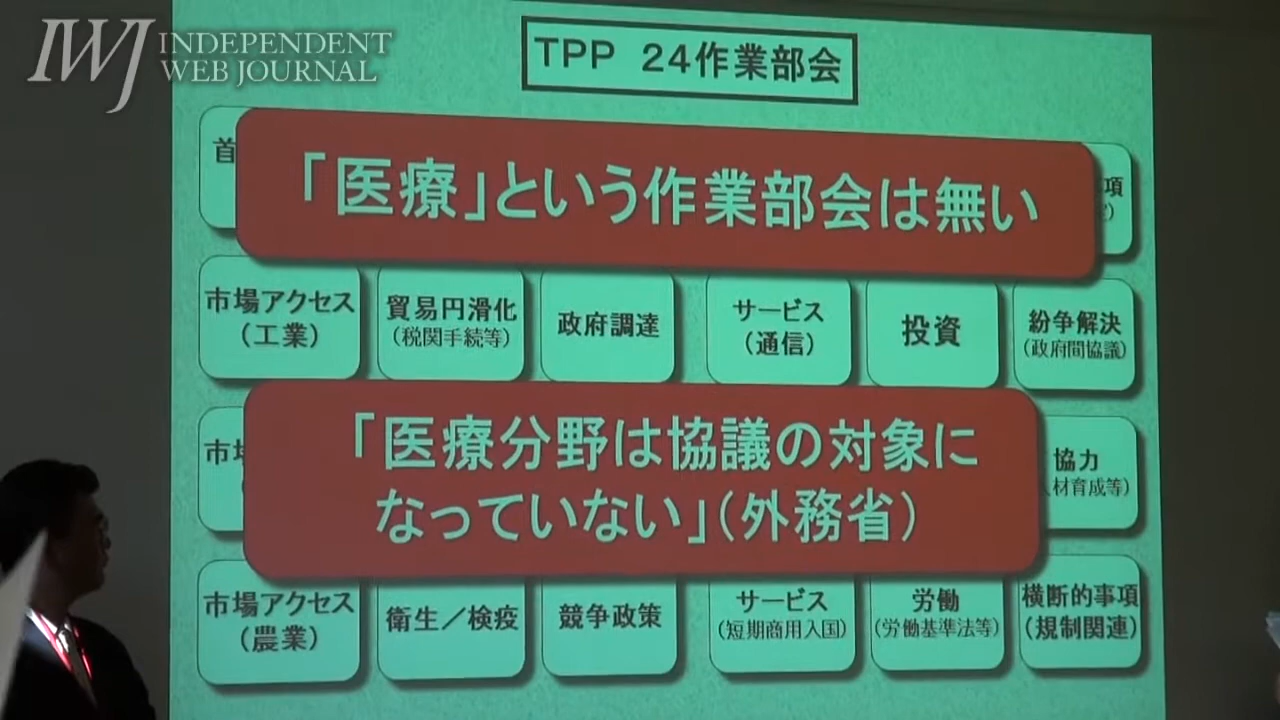 IWJ INDEPENDENT
WEB JOURNAL
TPP 24作業部会
首
「医療」という作業部会は無い
項
市場アクセス
(工業)
貿易円滑化
(税関手続等)
政府調達
サービス
(通信)
投資
紛争解決
(政府間協議)
市
「医療分野は協議の対象に
なっていない」(外務省)
協力
材育成等)
市場アクセス
(農業)
衛生/検疫
競争政策
サービス
(短期商用入国)
労働
(労働基準法等)
横断的事項
(規制関連)